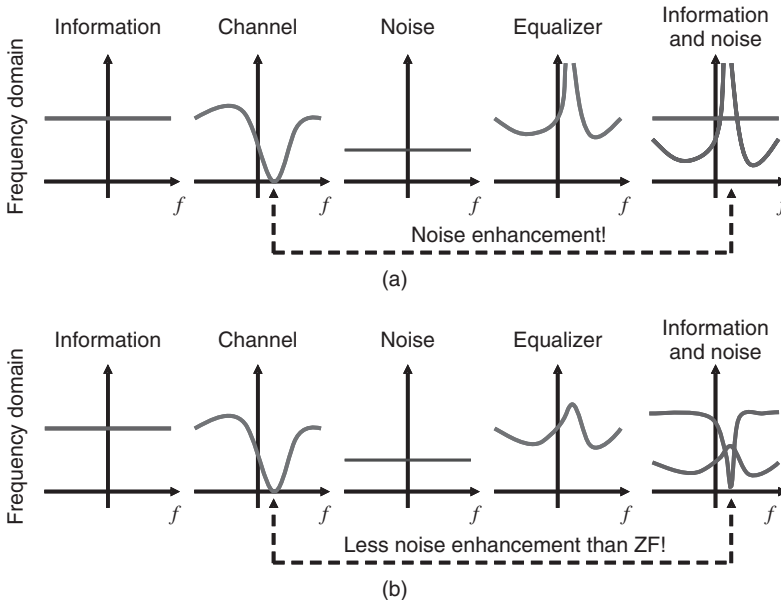 Information
Channel
Noise
Equalizer
Information
and noise
Frequency domain
f
f
f
f
f
Noise enhancement!
(a)
Information
Channel
Noise
Equalizer
Information
and noise
Frequency domain
f
f
f
f
f
Less noise enhancement than ZF!
(b)